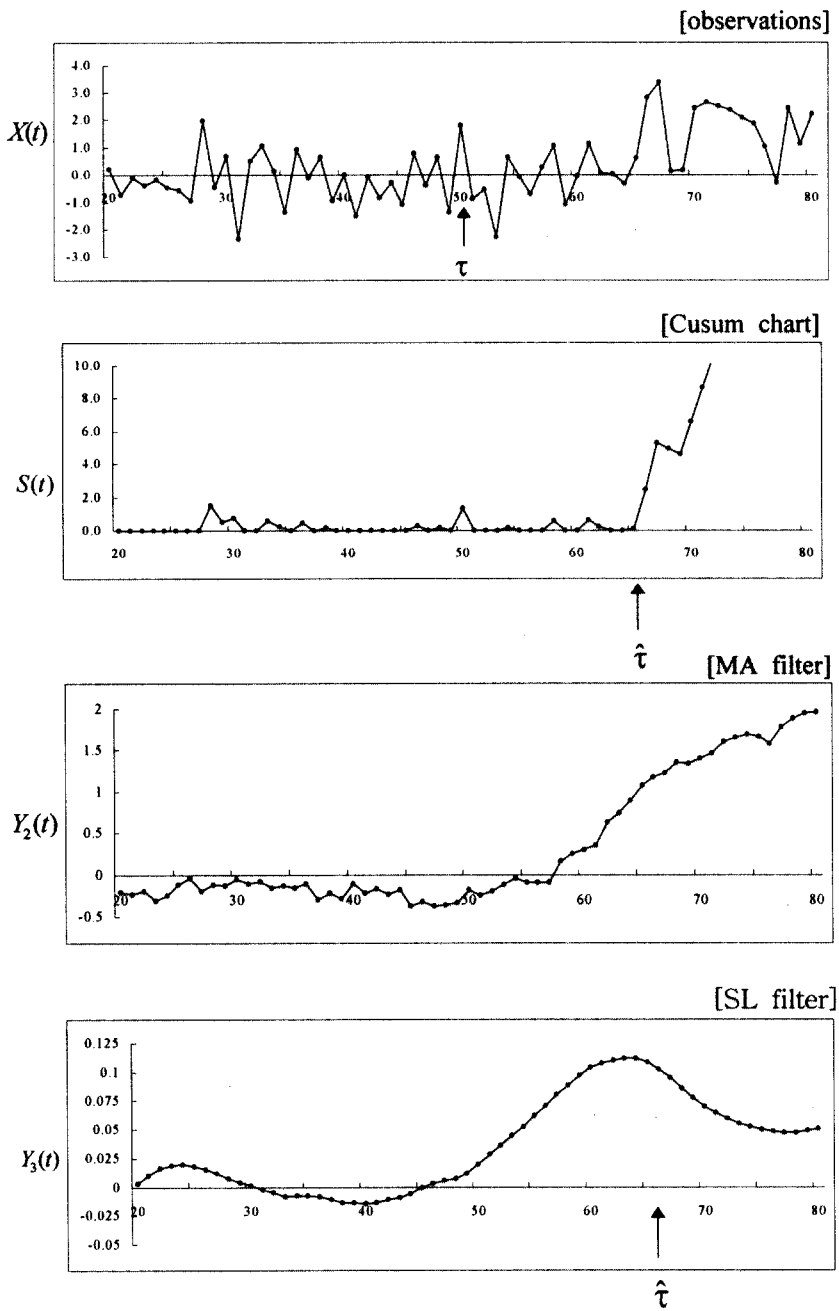 [observations]
4.0
3.0
2.0
1.0
0.0
-1.0
-2.0
-3.0
X(t)
20 30 40 50 60 70 80
τ
[Cusum chart]
10.0
8.0
6.0
4.0
2.0
0.0
S(t)
20 30 40 50 60 70 80
τ̂
[MA filter]
2
1.5
1
0.5
0
-0.5
Y₂(t)
20 30 40 50 60 70 80
[SL filter]
0.125
0.1
0.075
0.05
0.025
0
-0.025
-0.05
Y₃(t)
20 30 40 50 60 70 80
τ̂